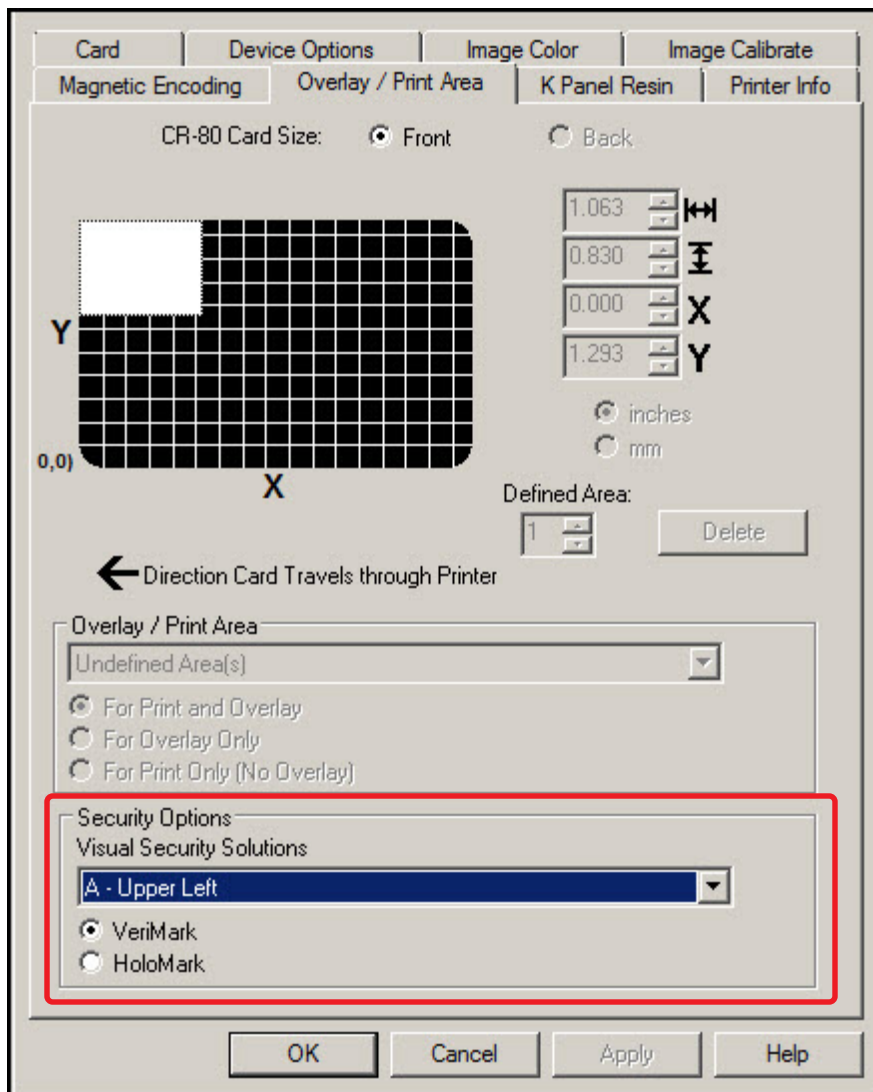 Card Device Options Image Color Image Calibrate
Magnetic Encoding Overlay / Print Area K Panel Resin Printer Info
CR-80 Card Size: Front Back
1.063
0.830
0.000 X
Y 1.293 Y
inches
0,0) mm
X
Defined Area:
1 Delete
Direction Card Travels through Printer
Overlay / Print Area
Undefined Area(s)
For Print and Overlay
For Overlay Only
For Print Only (No Overlay)
Security Options
Visual Security Solutions
A - Upper Left
VeriMark
HoloMark
OK Cancel Apply Help